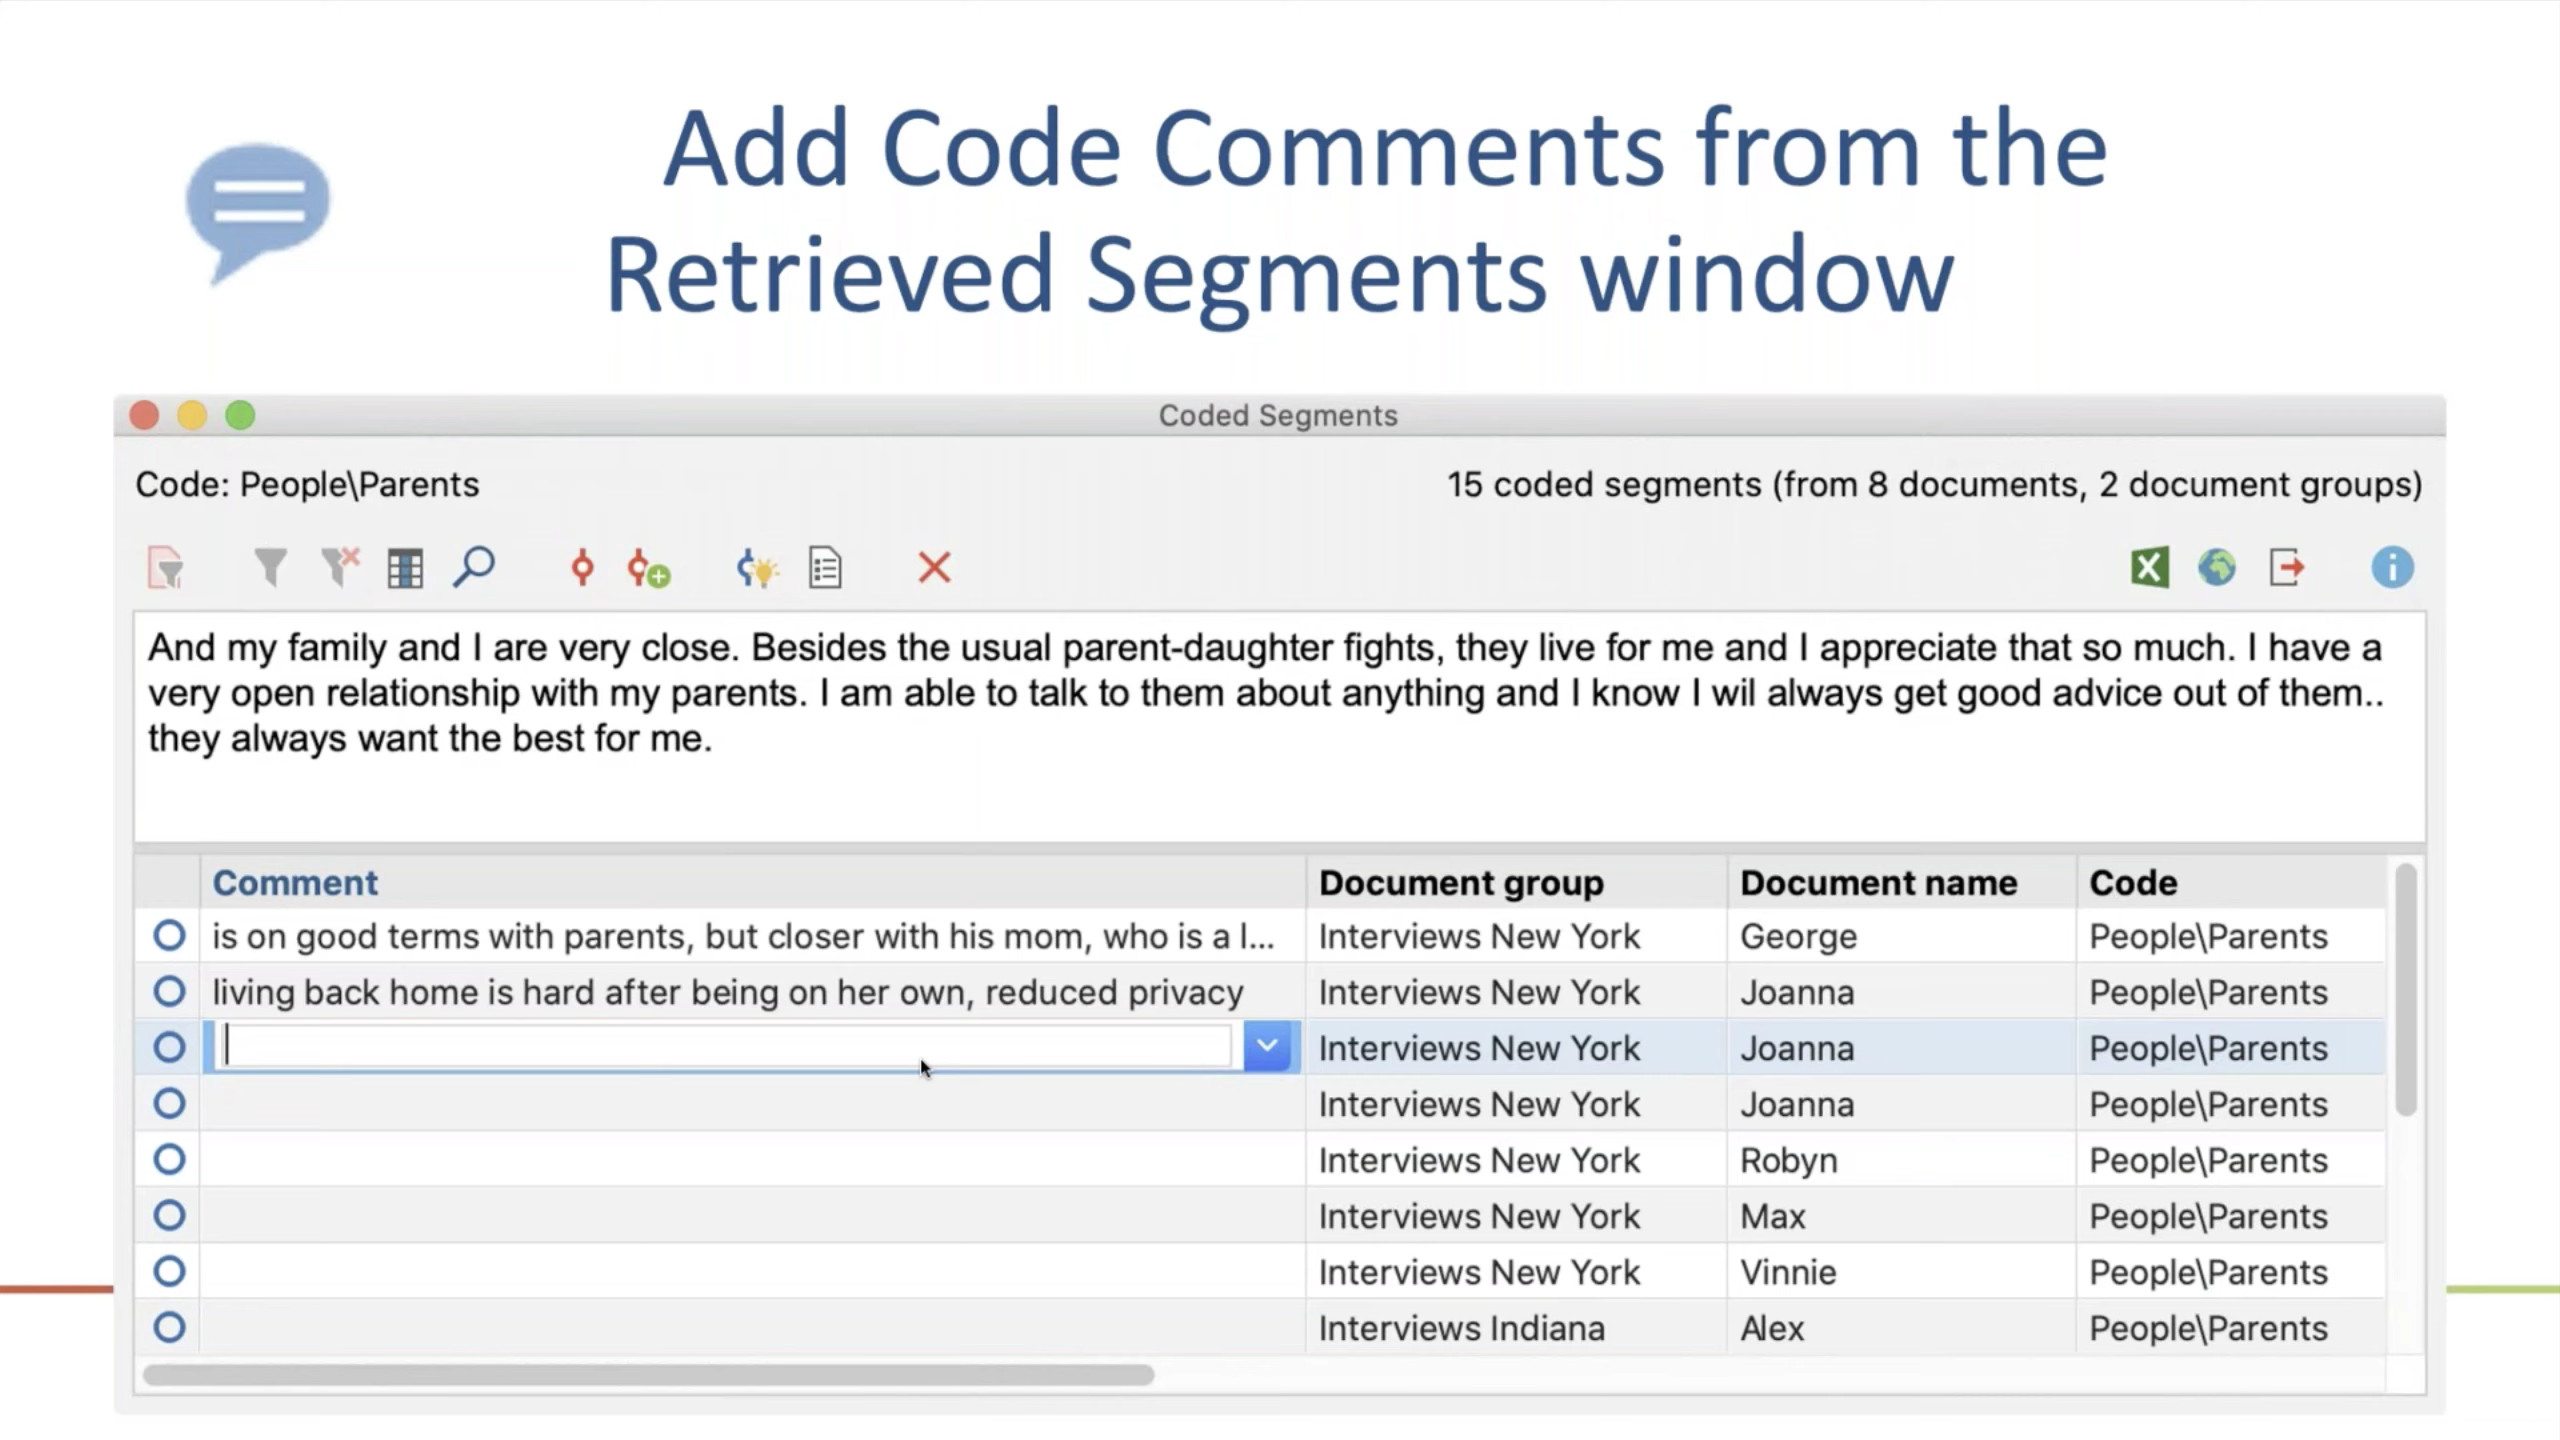 Add Code Comments from the
Retrieved Segments window
Coded Segments
Code: People\Parents 15 coded segments (from 8 documents, 2 document groups)
And my family and I are very close. Besides the usual parent-daughter fights, they live for me and I appreciate that so much. I have a
very open relationship with my parents. I am able to talk to them about anything and I know I wil always get good advice out of them..
they always want the best for me.
Comment Document group Document name Code
is on good terms with parents, but closer with his mom, who is a l... Interviews New York George People\Parents
living back home is hard after being on her own, reduced privacy Interviews New York Joanna People\Parents
Interviews New York Joanna People\Parents
Interviews New York Joanna People\Parents
Interviews New York Robyn People\Parents
Interviews New York Max People\Parents
Interviews New York Vinnie People\Parents
Interviews Indiana Alex People\Parents